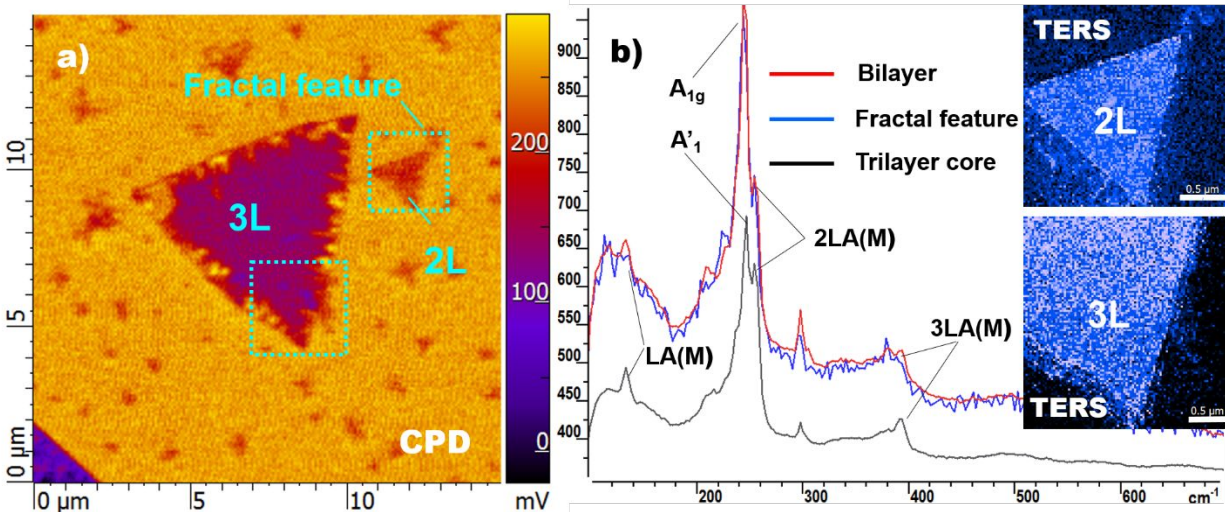 a)
Fractal feature
3L
2L
CPD
10
5
0 µm
0 µm
5
10
200
100
0
mV
b)
A1g
A'1
Bilayer
Fractal feature
Trilayer core
2LA(M)
LA(M)
3LA(M)
900
850
800
750
700
650
600
550
500
450
400
200
300
400
500
600
cm-1
TERS
2L
0.5 µm
3L
TERS
0.5 µm